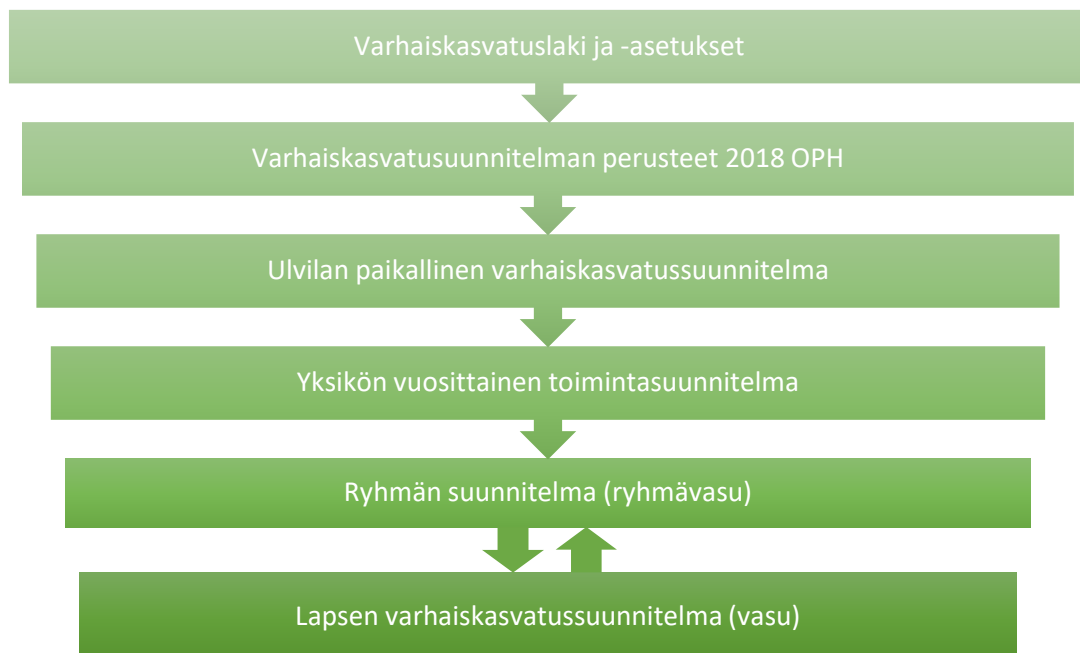 Varhaiskasvatuslaki ja -asetukset
Varhaiskasvatusuunnitelman perusteet 2018 OPH
Ulvilan paikallinen varhaiskasvatussuunnitelma
Yksikön vuosittainen toimintasuunnitelma
Ryhmän suunnitelma (ryhmävasu)
Lapsen varhaiskasvatussuunnitelma (vasu)